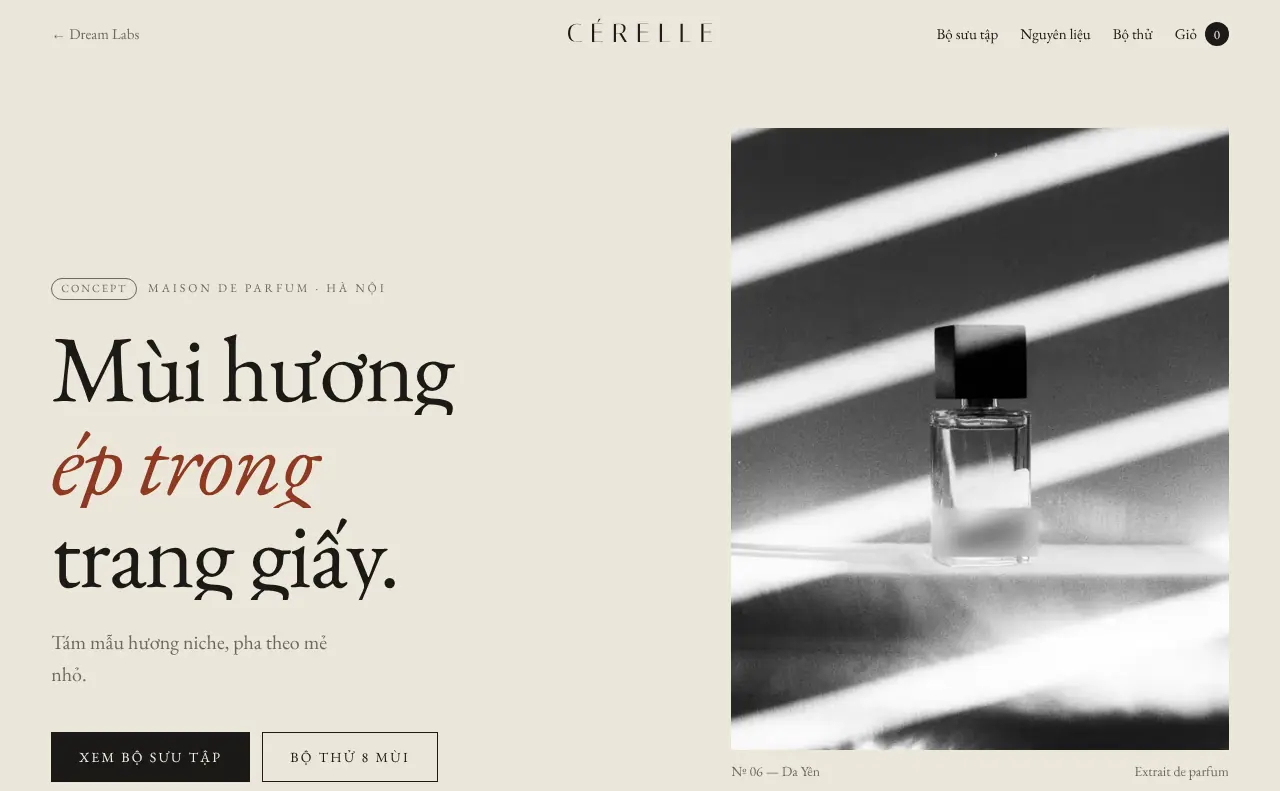 ← Dream Labs
CÉRELLE
Bộ sưu tập
Nguyên liệu
Bộ thử
Giỏ 0
CONCEPT
MAISON DE PARFUM · HÀ NỘI
Mùi hương
ép trong
trang giấy.
Tám mẫu hương niche, pha theo mẻ
nhỏ.
XEM BỘ SƯU TẬP
BỘ THỬ 8 MÙI
Nº 06 — Da Yên
Extrait de parfum